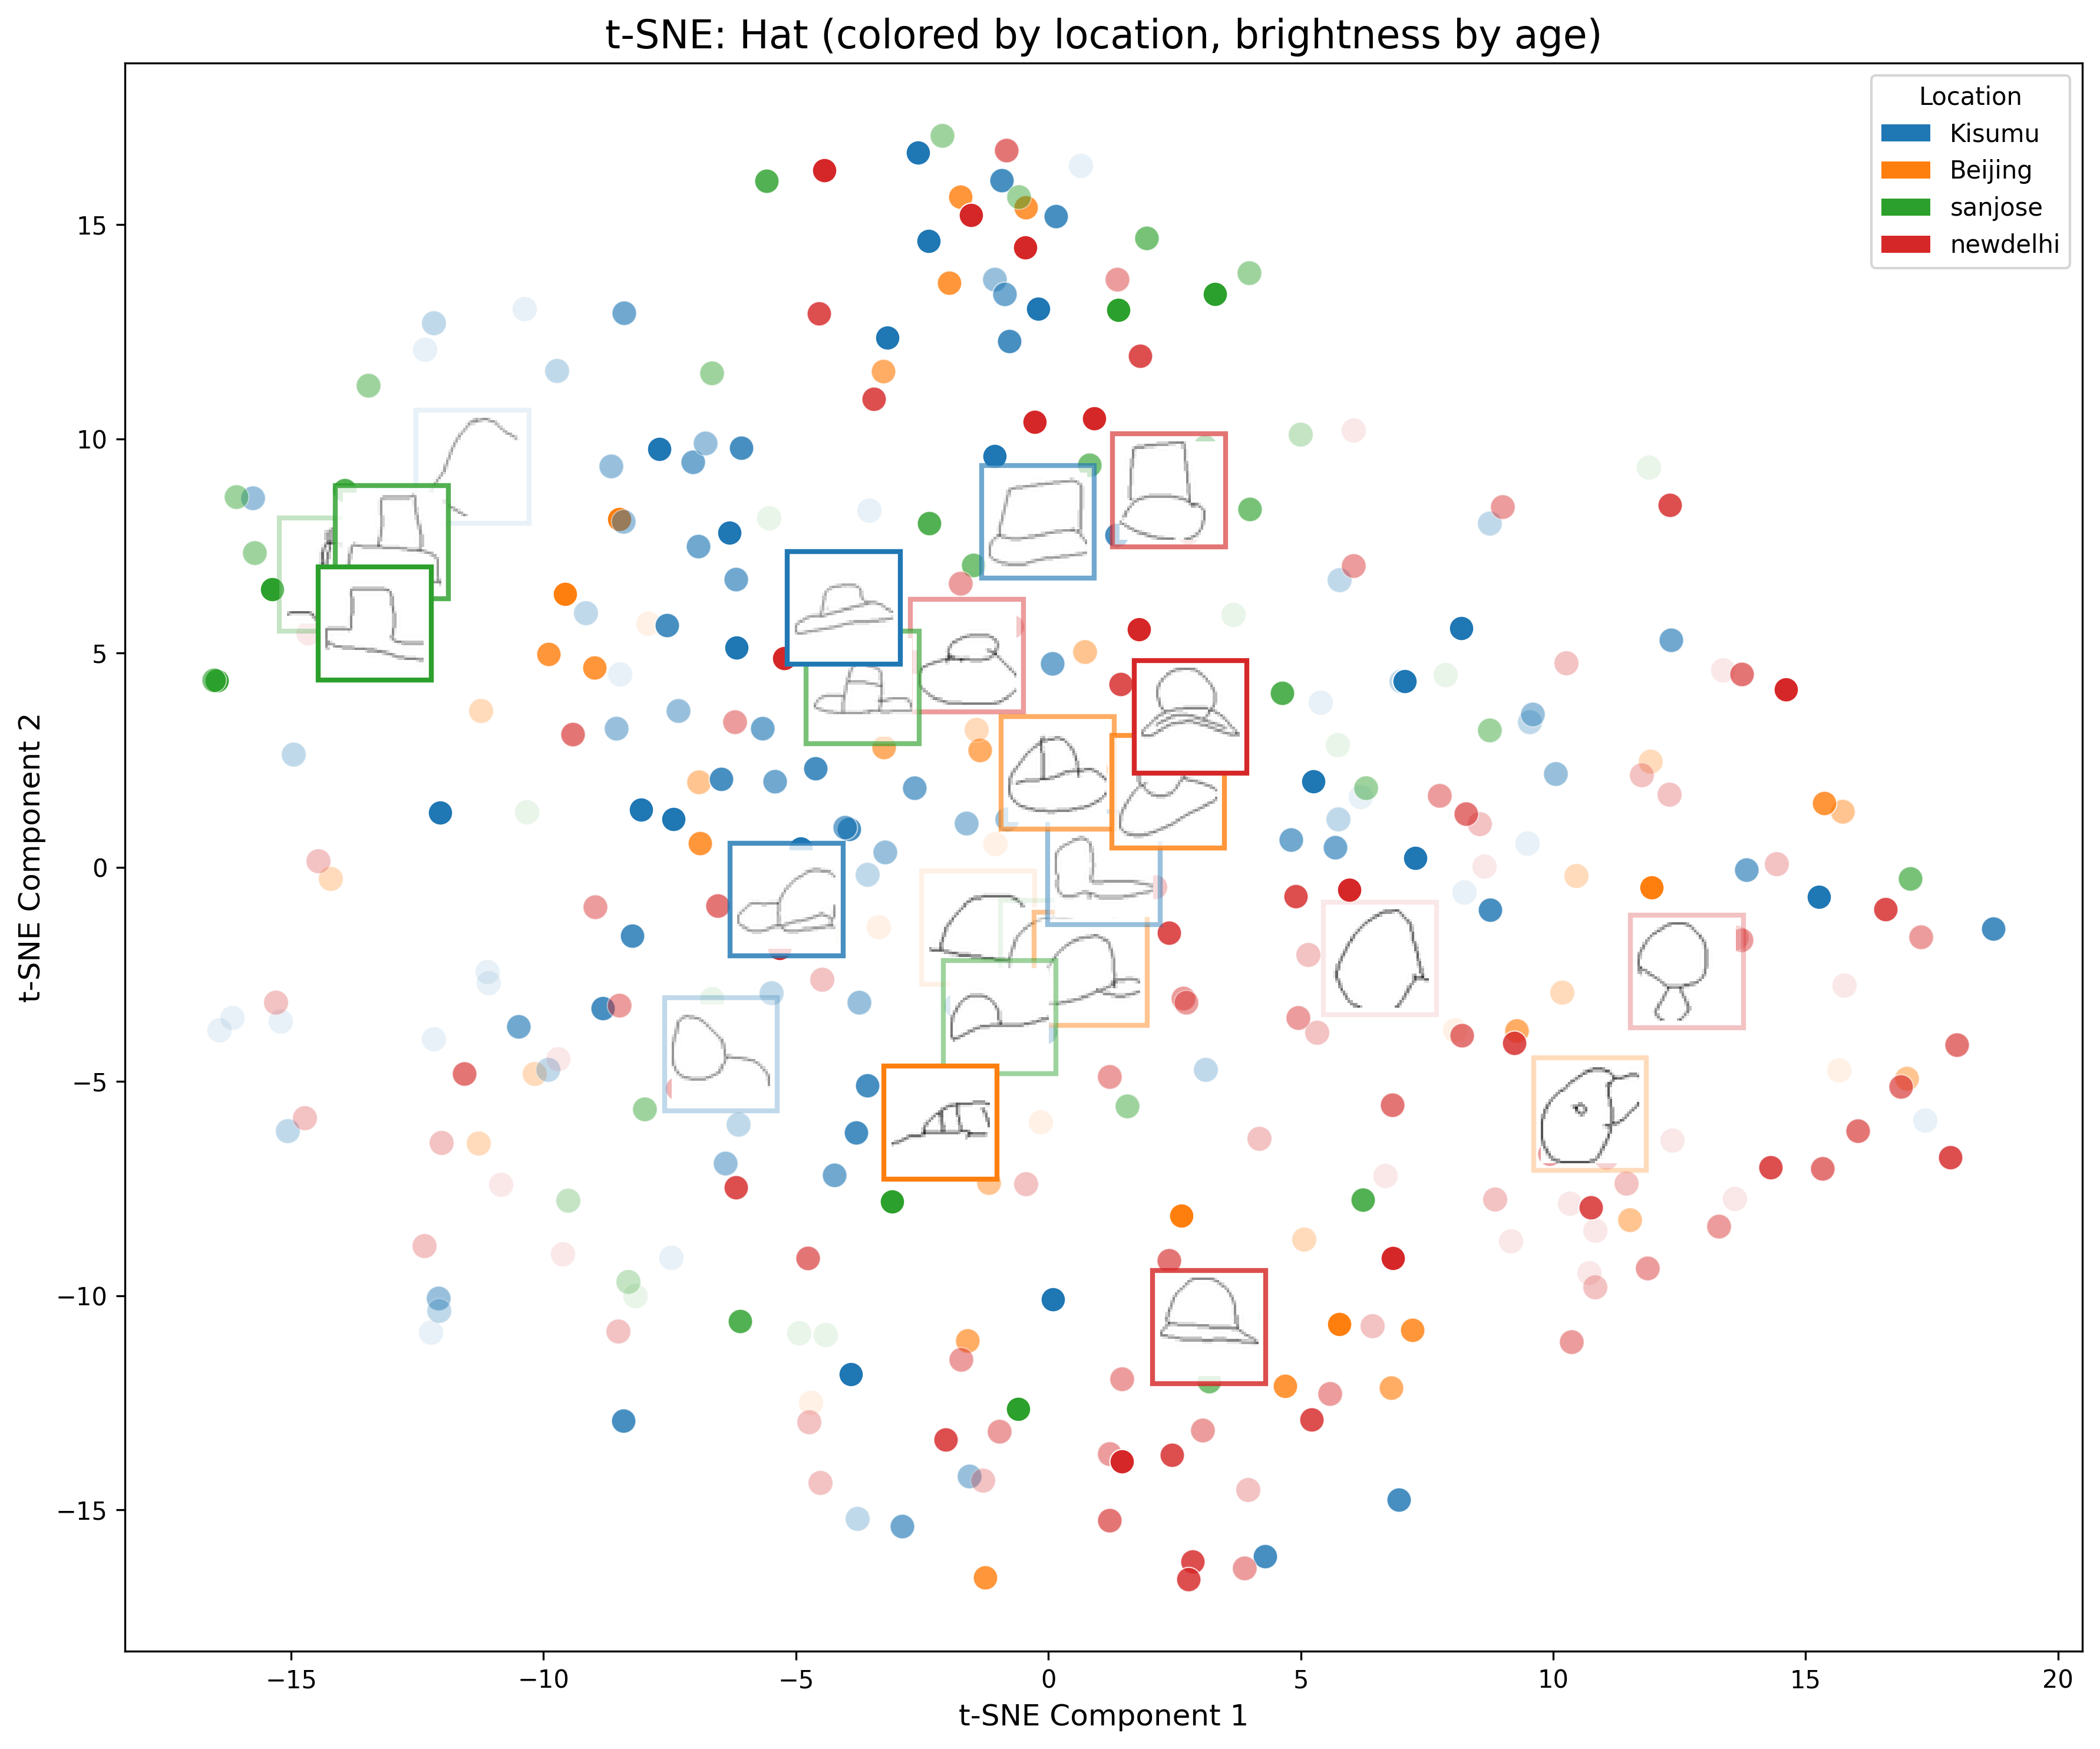 t-SNE: Hat (colored by location, brightness by age)
Location
Kisumu
Beijing
sanjose
newdelhi
15
10
5
0
−5
−10
−15
t-SNE Component 2
−15 −10 −5 0 5 10 15 20
t-SNE Component 1